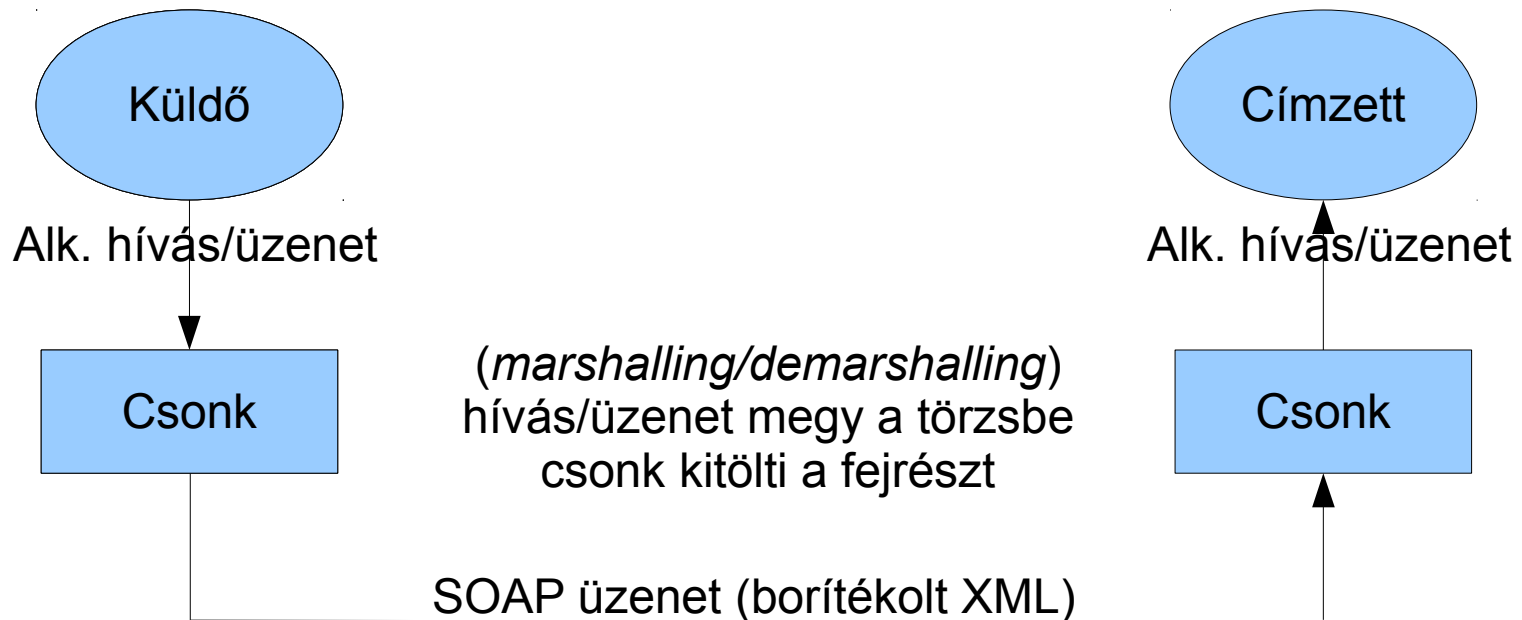 Küldő
Címzett
Alk. hívás/üzenet
Alk. hívás/üzenet
Csonk
(marshalling/demarshalling)
hívás/üzenet megy a törzsbe
csonk kitölti a fejrészt
Csonk
SOAP üzenet (borítékolt XML)